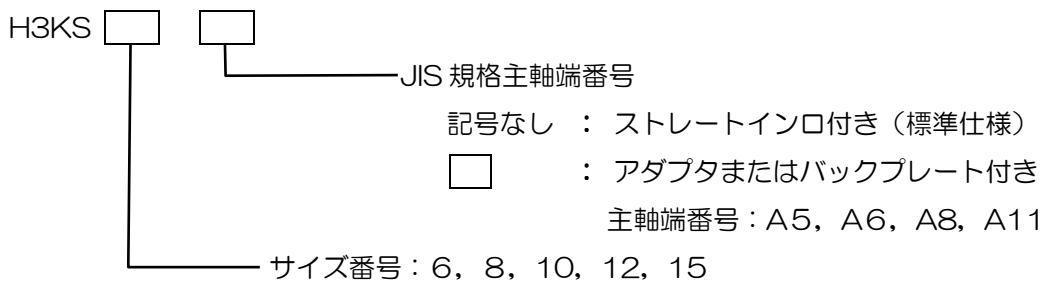 H3KS
JIS 規格主軸端番号
記号なし ： ストレートインロ付き（標準仕様）
： アダプタまたはバックプレート付き
主軸端番号：A5，A6，A8，A11
サイズ番号：6，8，10，12，15